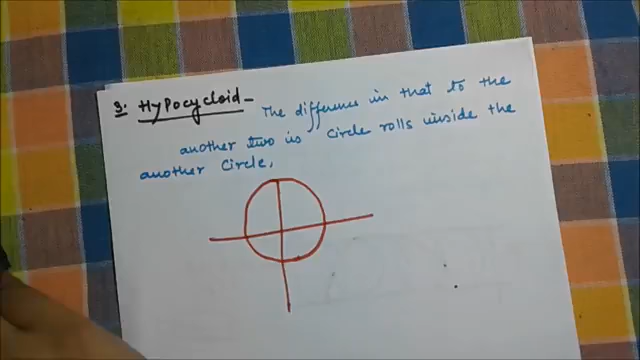 3. Hypocycloid - The difference in that to the
another two is circle rolls inside the
another circle,